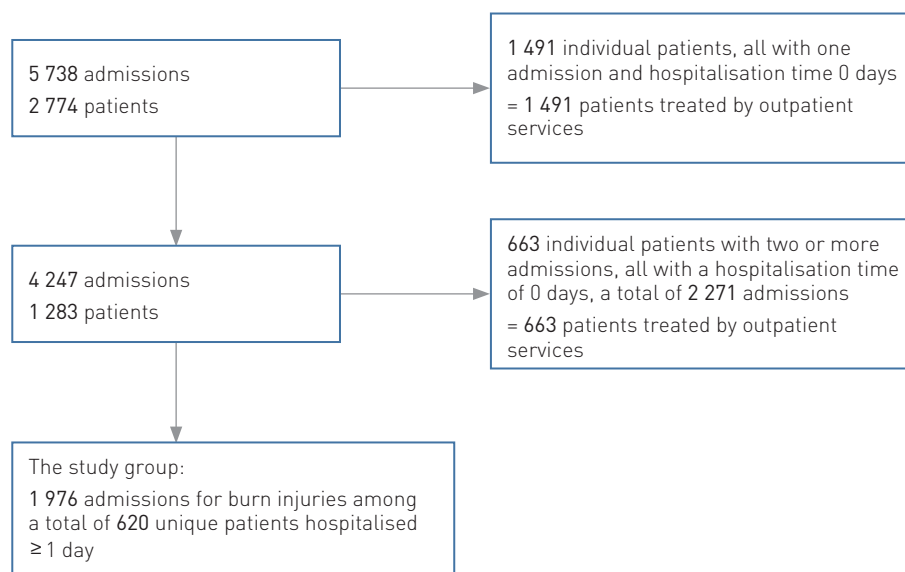 5 738 admissions
2 774 patients
1 491 individual patients, all with one
admission and hospitalisation time 0 days
= 1 491 patients treated by outpatient
services
4 247 admissions
1 283 patients
663 individual patients with two or more
admissions, all with a hospitalisation time
of 0 days, a total of 2 271 admissions
= 663 patients treated by outpatient
services
The study group:
1 976 admissions for burn injuries among
a total of 620 unique patients hospitalised
≥ 1 day